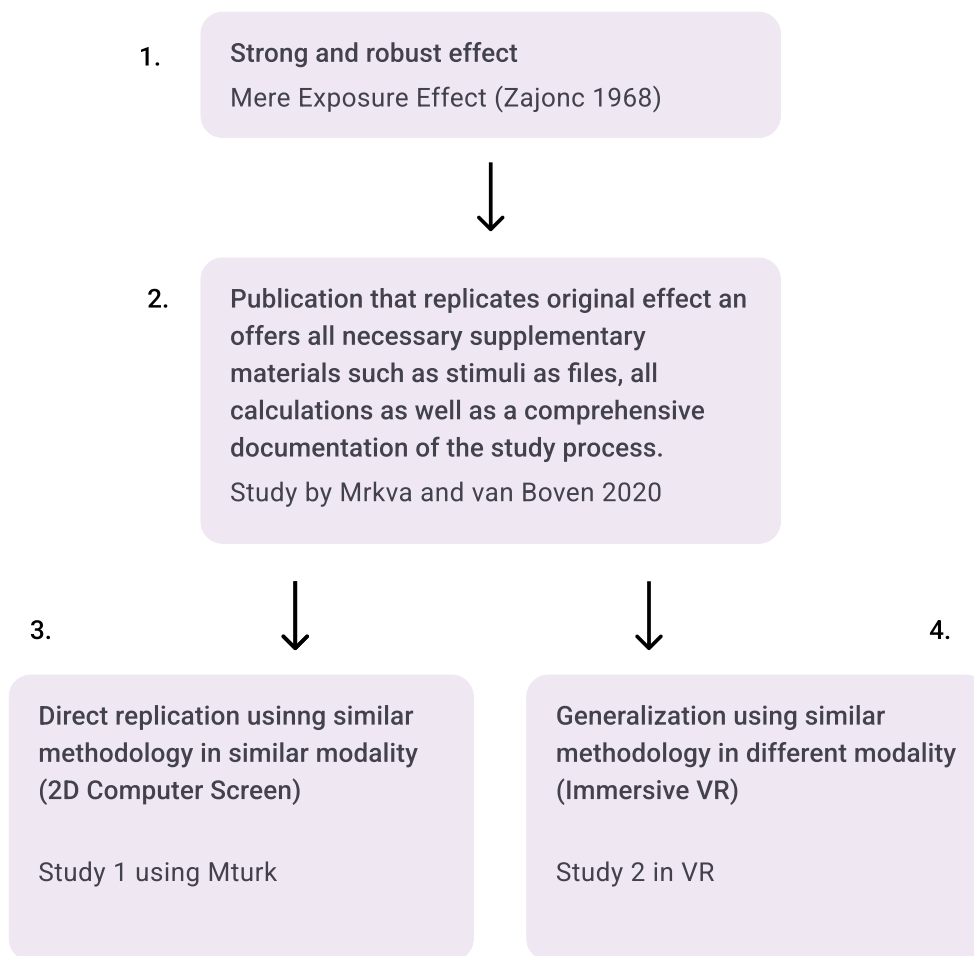 1.
Strong and robust effect
Mere Exposure Effect (Zajonc 1968)
2.
Publication that replicates original effect an
offers all necessary supplementary
materials such as stimuli as files, all
calculations as well as a comprehensive
documentation of the study process.
Study by Mrkva and van Boven 2020
3.
Direct replication usinng similar
methodology in similar modality
(2D Computer Screen)
Study 1 using Mturk
4.
Generalization using similar
methodology in different modality
(Immersive VR)
Study 2 in VR